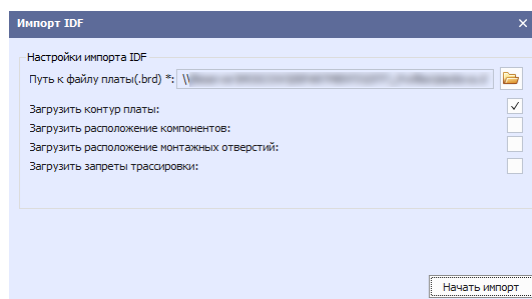 Импорт IDF
Настройки импорта IDF
Путь к файлу платы(.brd) *: \\
Загрузить контур платы:
Загрузить расположение компонентов:
Загрузить расположение монтажных отверстий:
Загрузить запреты трассировки:
Начать импорт